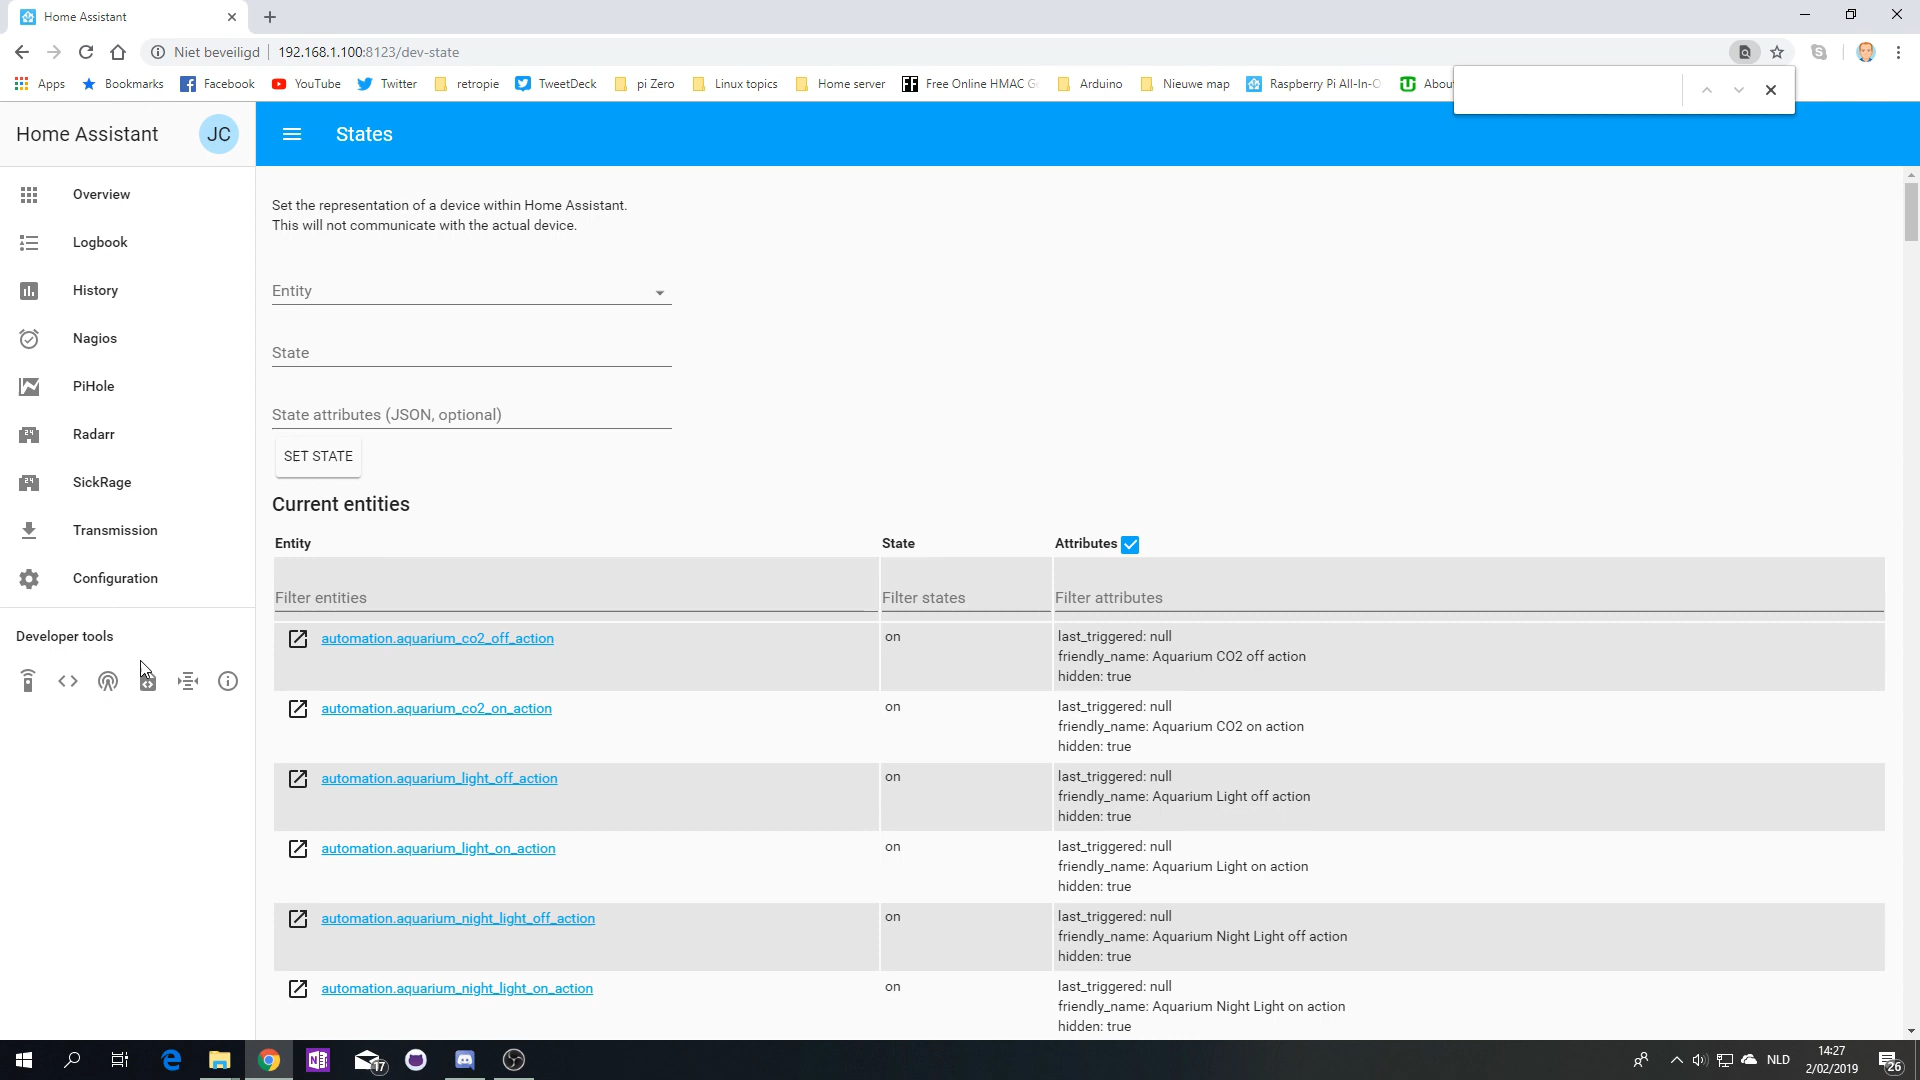 Home Assistant
Niet beveiligd 192.168.1.100:8123/dev-state
Apps Bookmarks Facebook YouTube Twitter retropie TweetDeck pi Zero Linux topics Home server Free Online HMAC G Arduino Nieuwe map Raspberry Pi All-In-O Abou
Home Assistant JC
States
Overview
Logbook
History
Nagios
PiHole
Radarr
SickRage
Transmission
Configuration
Developer tools
Set the representation of a device within Home Assistant.
This will not communicate with the actual device.
Entity
State
State attributes (JSON, optional)
SET STATE
Current entities
Entity State Attributes
Filter entities Filter states Filter attributes
automation.aquarium_co2_off_action on last_triggered: null
friendly_name: Aquarium CO2 off action
hidden: true
automation.aquarium_co2_on_action on last_triggered: null
friendly_name: Aquarium CO2 on action
hidden: true
automation.aquarium_light_off_action on last_triggered: null
friendly_name: Aquarium Light off action
hidden: true
automation.aquarium_light_on_action on last_triggered: null
friendly_name: Aquarium Light on action
hidden: true
automation.aquarium_night_light_off_action on last_triggered: null
friendly_name: Aquarium Night Light off action
hidden: true
automation.aquarium_night_light_on_action on last_triggered: null
friendly_name: Aquarium Night Light on action
hidden: true
17
NLD
14:27
2/02/2019
26